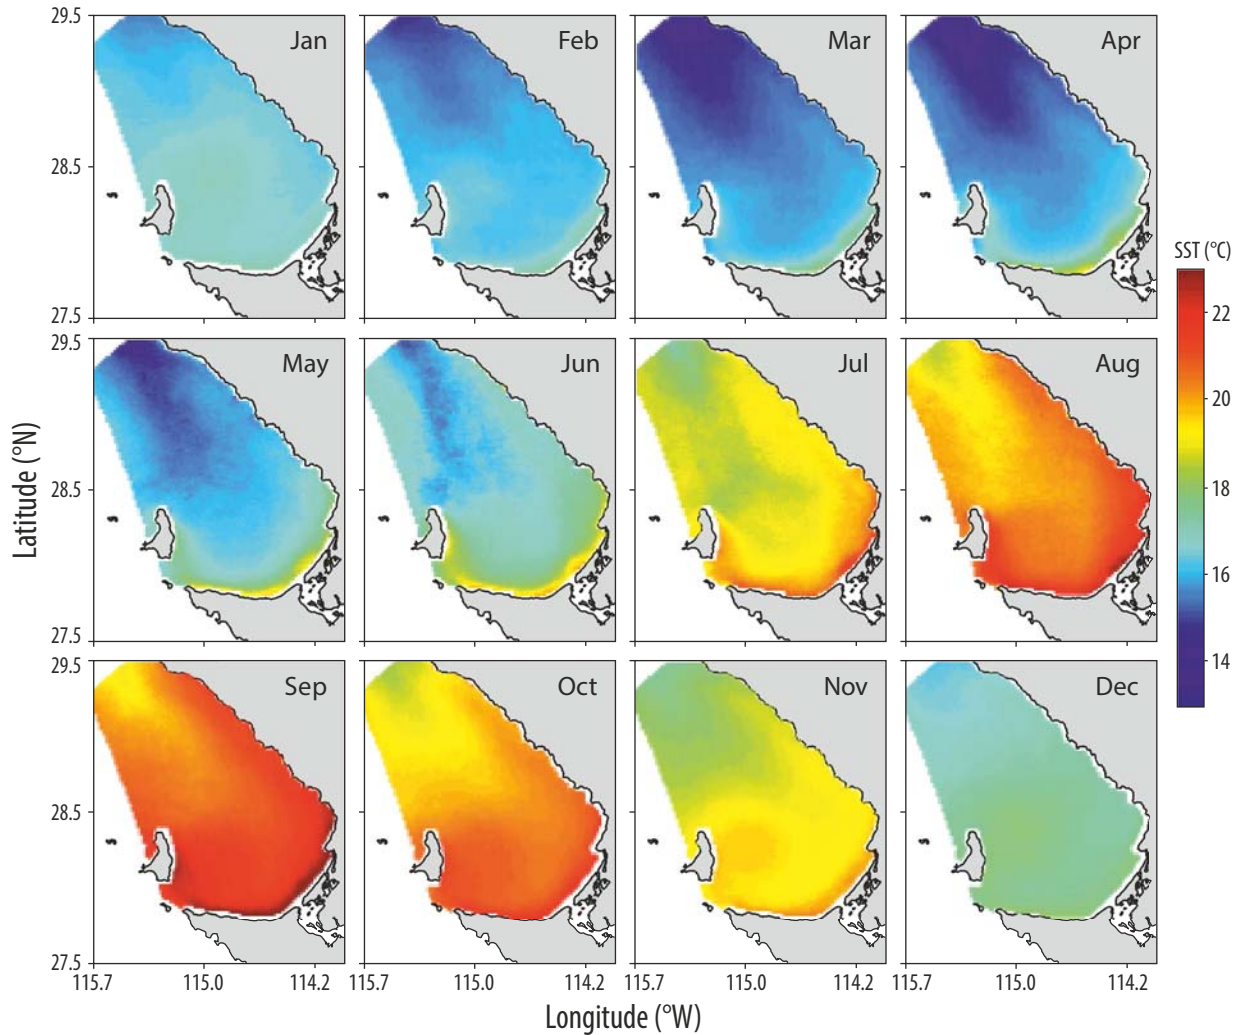 29.5
Jan
Feb
Mar
Apr
28.5
27.5
SST (°C)
22
20
18
16
14
29.5
May
Jun
Jul
Aug
28.5
27.5
Latitude (°N)
29.5
Sep
Oct
Nov
Dec
28.5
27.5
115.7 115.0 114.2 115.7 115.0 114.2 115.7 115.0 114.2 115.7 115.0 114.2
Longitude (°W)